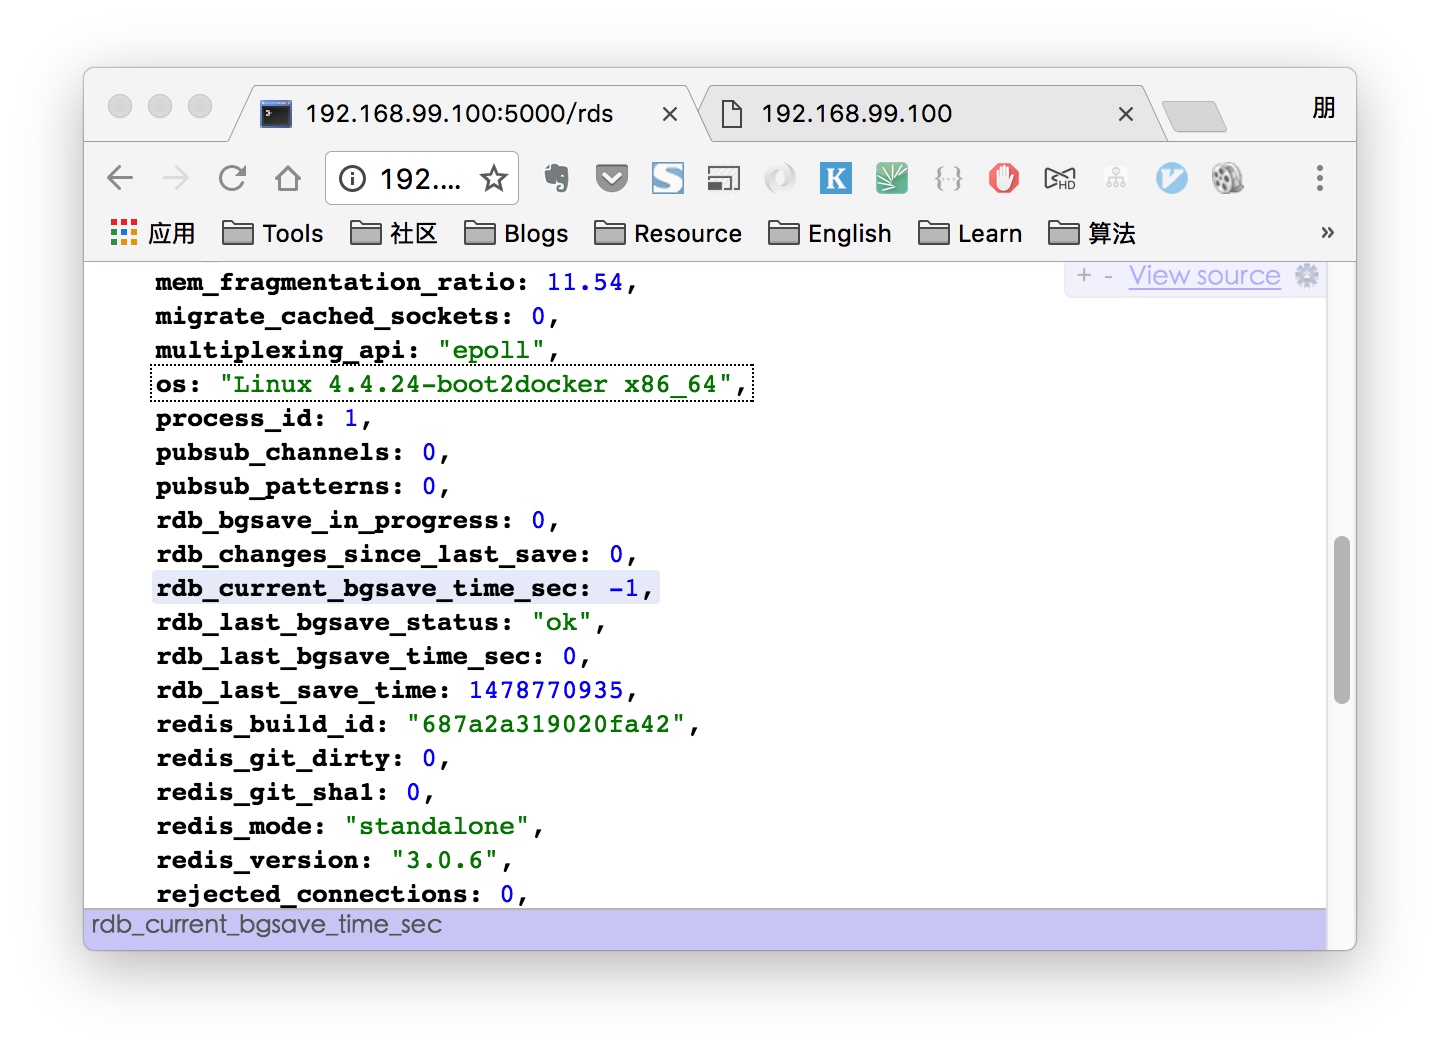 192.168.99.100:5000/rds
192.168.99.100
朋
192....
应用 Tools 社区 Blogs Resource English Learn 算法 »
+ - View source
mem_fragmentation_ratio: 11.54,
migrate_cached_sockets: 0,
multiplexing_api: "epoll",
os: "Linux 4.4.24-boot2docker x86_64",
process_id: 1,
pubsub_channels: 0,
pubsub_patterns: 0,
rdb_bgsave_in_progress: 0,
rdb_changes_since_last_save: 0,
rdb_current_bgsave_time_sec: -1,
rdb_last_bgsave_status: "ok",
rdb_last_bgsave_time_sec: 0,
rdb_last_save_time: 1478770935,
redis_build_id: "687a2a319020fa42",
redis_git_dirty: 0,
redis_git_sha1: 0,
redis_mode: "standalone",
redis_version: "3.0.6",
rejected_connections: 0,
rdb_current_bgsave_time_sec